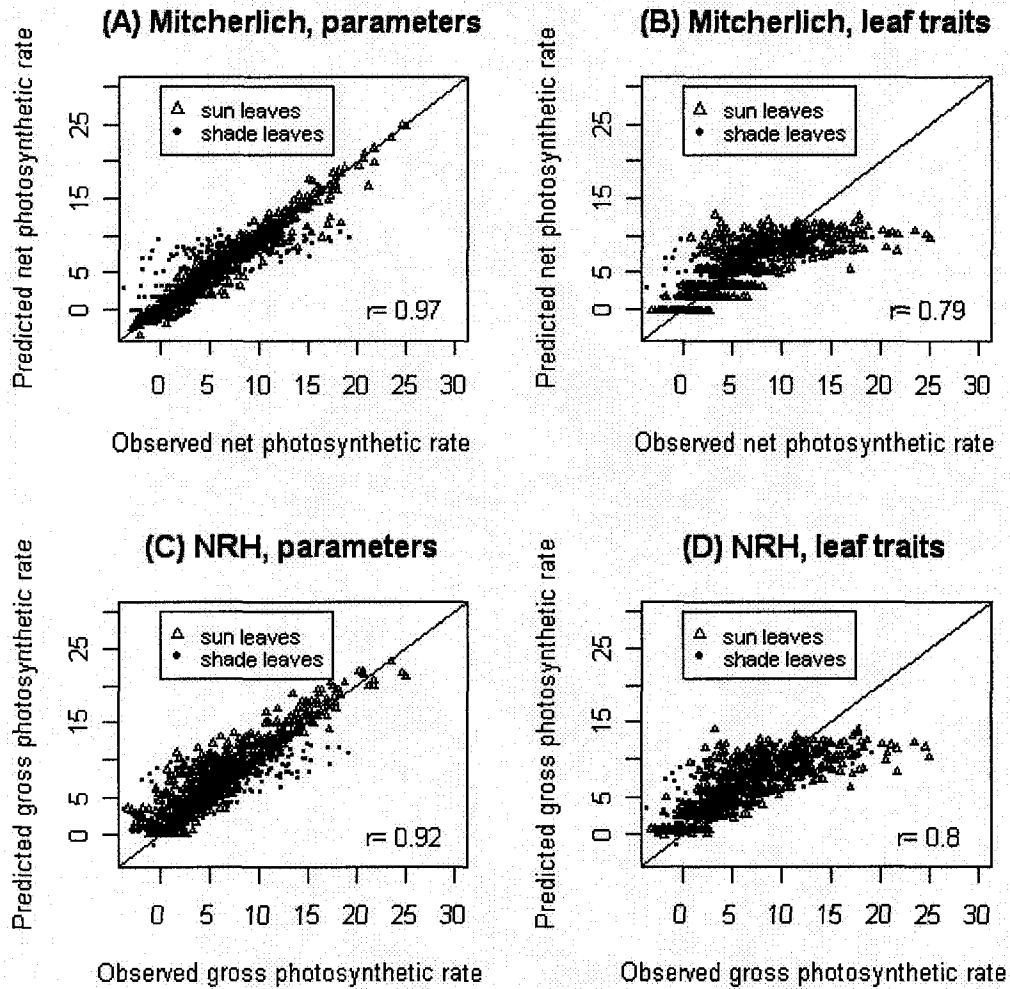 (A) Mitcherlich, parameters
Predicted net photosynthetic rate
25
15
5
0
△ sun leaves
• shade leaves
r= 0.97
0 5 10 15 20 25 30
Observed net photosynthetic rate
(B) Mitcherlich, leaf traits
Predicted net photosynthetic rate
25
15
5
0
△ sun leaves
• shade leaves
r= 0.79
0 5 10 15 20 25 30
Observed net photosynthetic rate
(C) NRH, parameters
Predicted gross photosynthetic rate
25
15
5
0
△ sun leaves
• shade leaves
r= 0.92
0 5 10 15 20 25 30
Observed gross photosynthetic rate
(D) NRH, leaf traits
Predicted gross photosynthetic rate
25
15
5
0
△ sun leaves
• shade leaves
r= 0.8
0 5 10 15 20 25 30
Observed gross photosynthetic rate